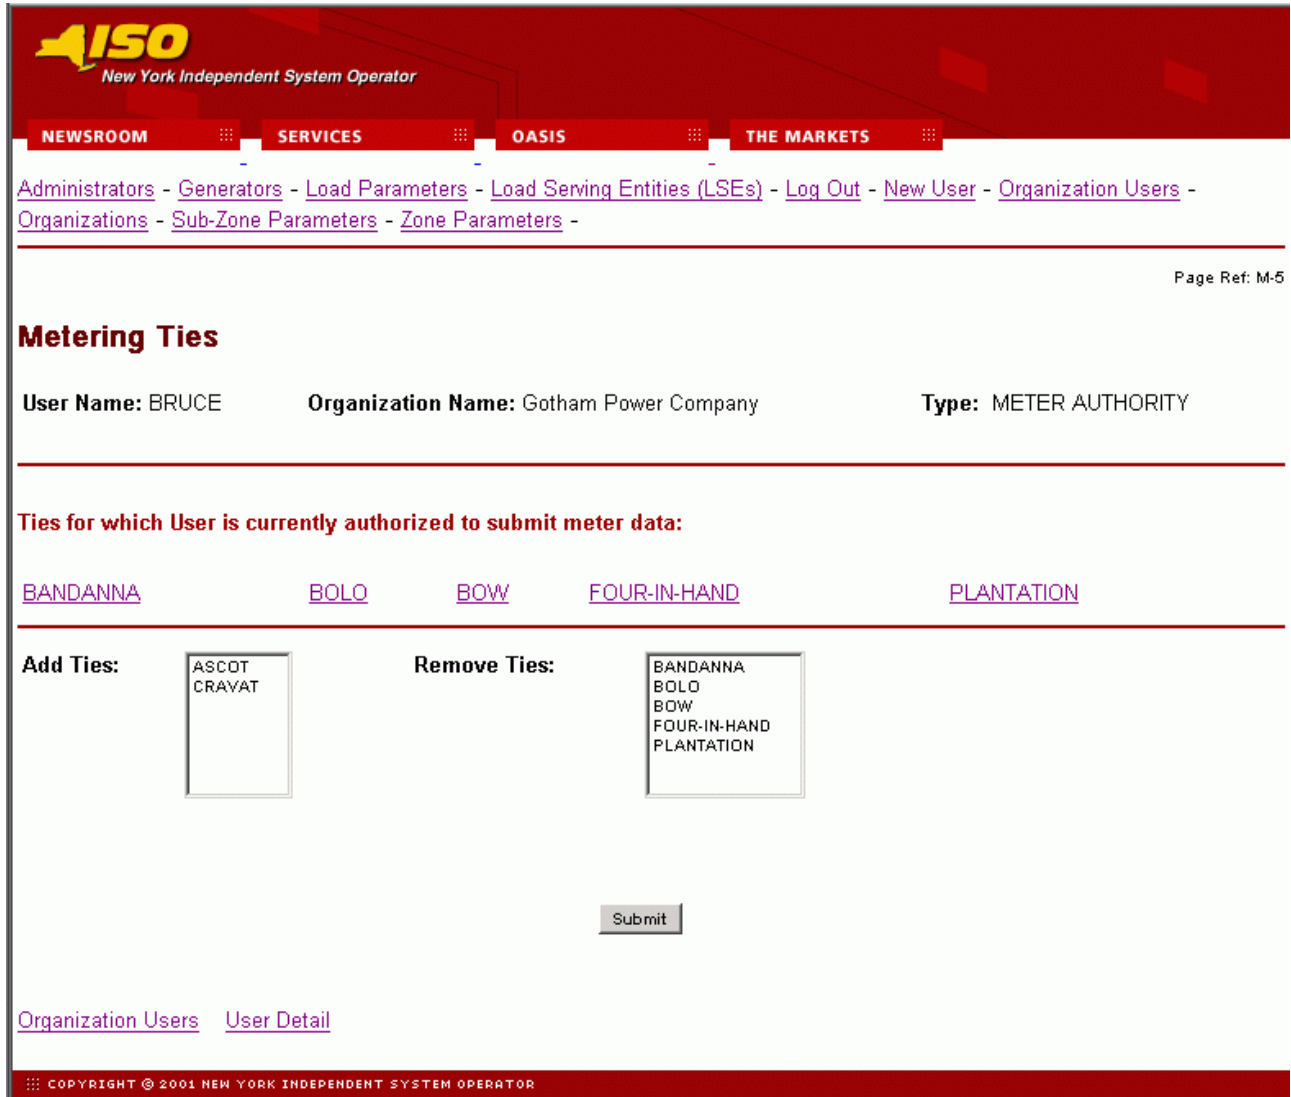 ISO
New York Independent System Operator
NEWSROOM SERVICES OASIS THE MARKETS
Administrators - Generators - Load Parameters - Load Serving Entities (LSEs) - Log Out - New User - Organization Users -
Organizations - Sub-Zone Parameters - Zone Parameters -
Page Ref: M-5
Metering Ties
User Name: BRUCE Organization Name: Gotham Power Company Type: METER AUTHORITY
Ties for which User is currently authorized to submit meter data:
BANDANNA BOLO BOW FOUR-IN-HAND PLANTATION
Add Ties:
ASCOT
CRAVAT
Remove Ties:
BANDANNA
BOLO
BOW
FOUR-IN-HAND
PLANTATION
Submit
Organization Users User Detail
COPYRIGHT © 2001 NEW YORK INDEPENDENT SYSTEM OPERATOR